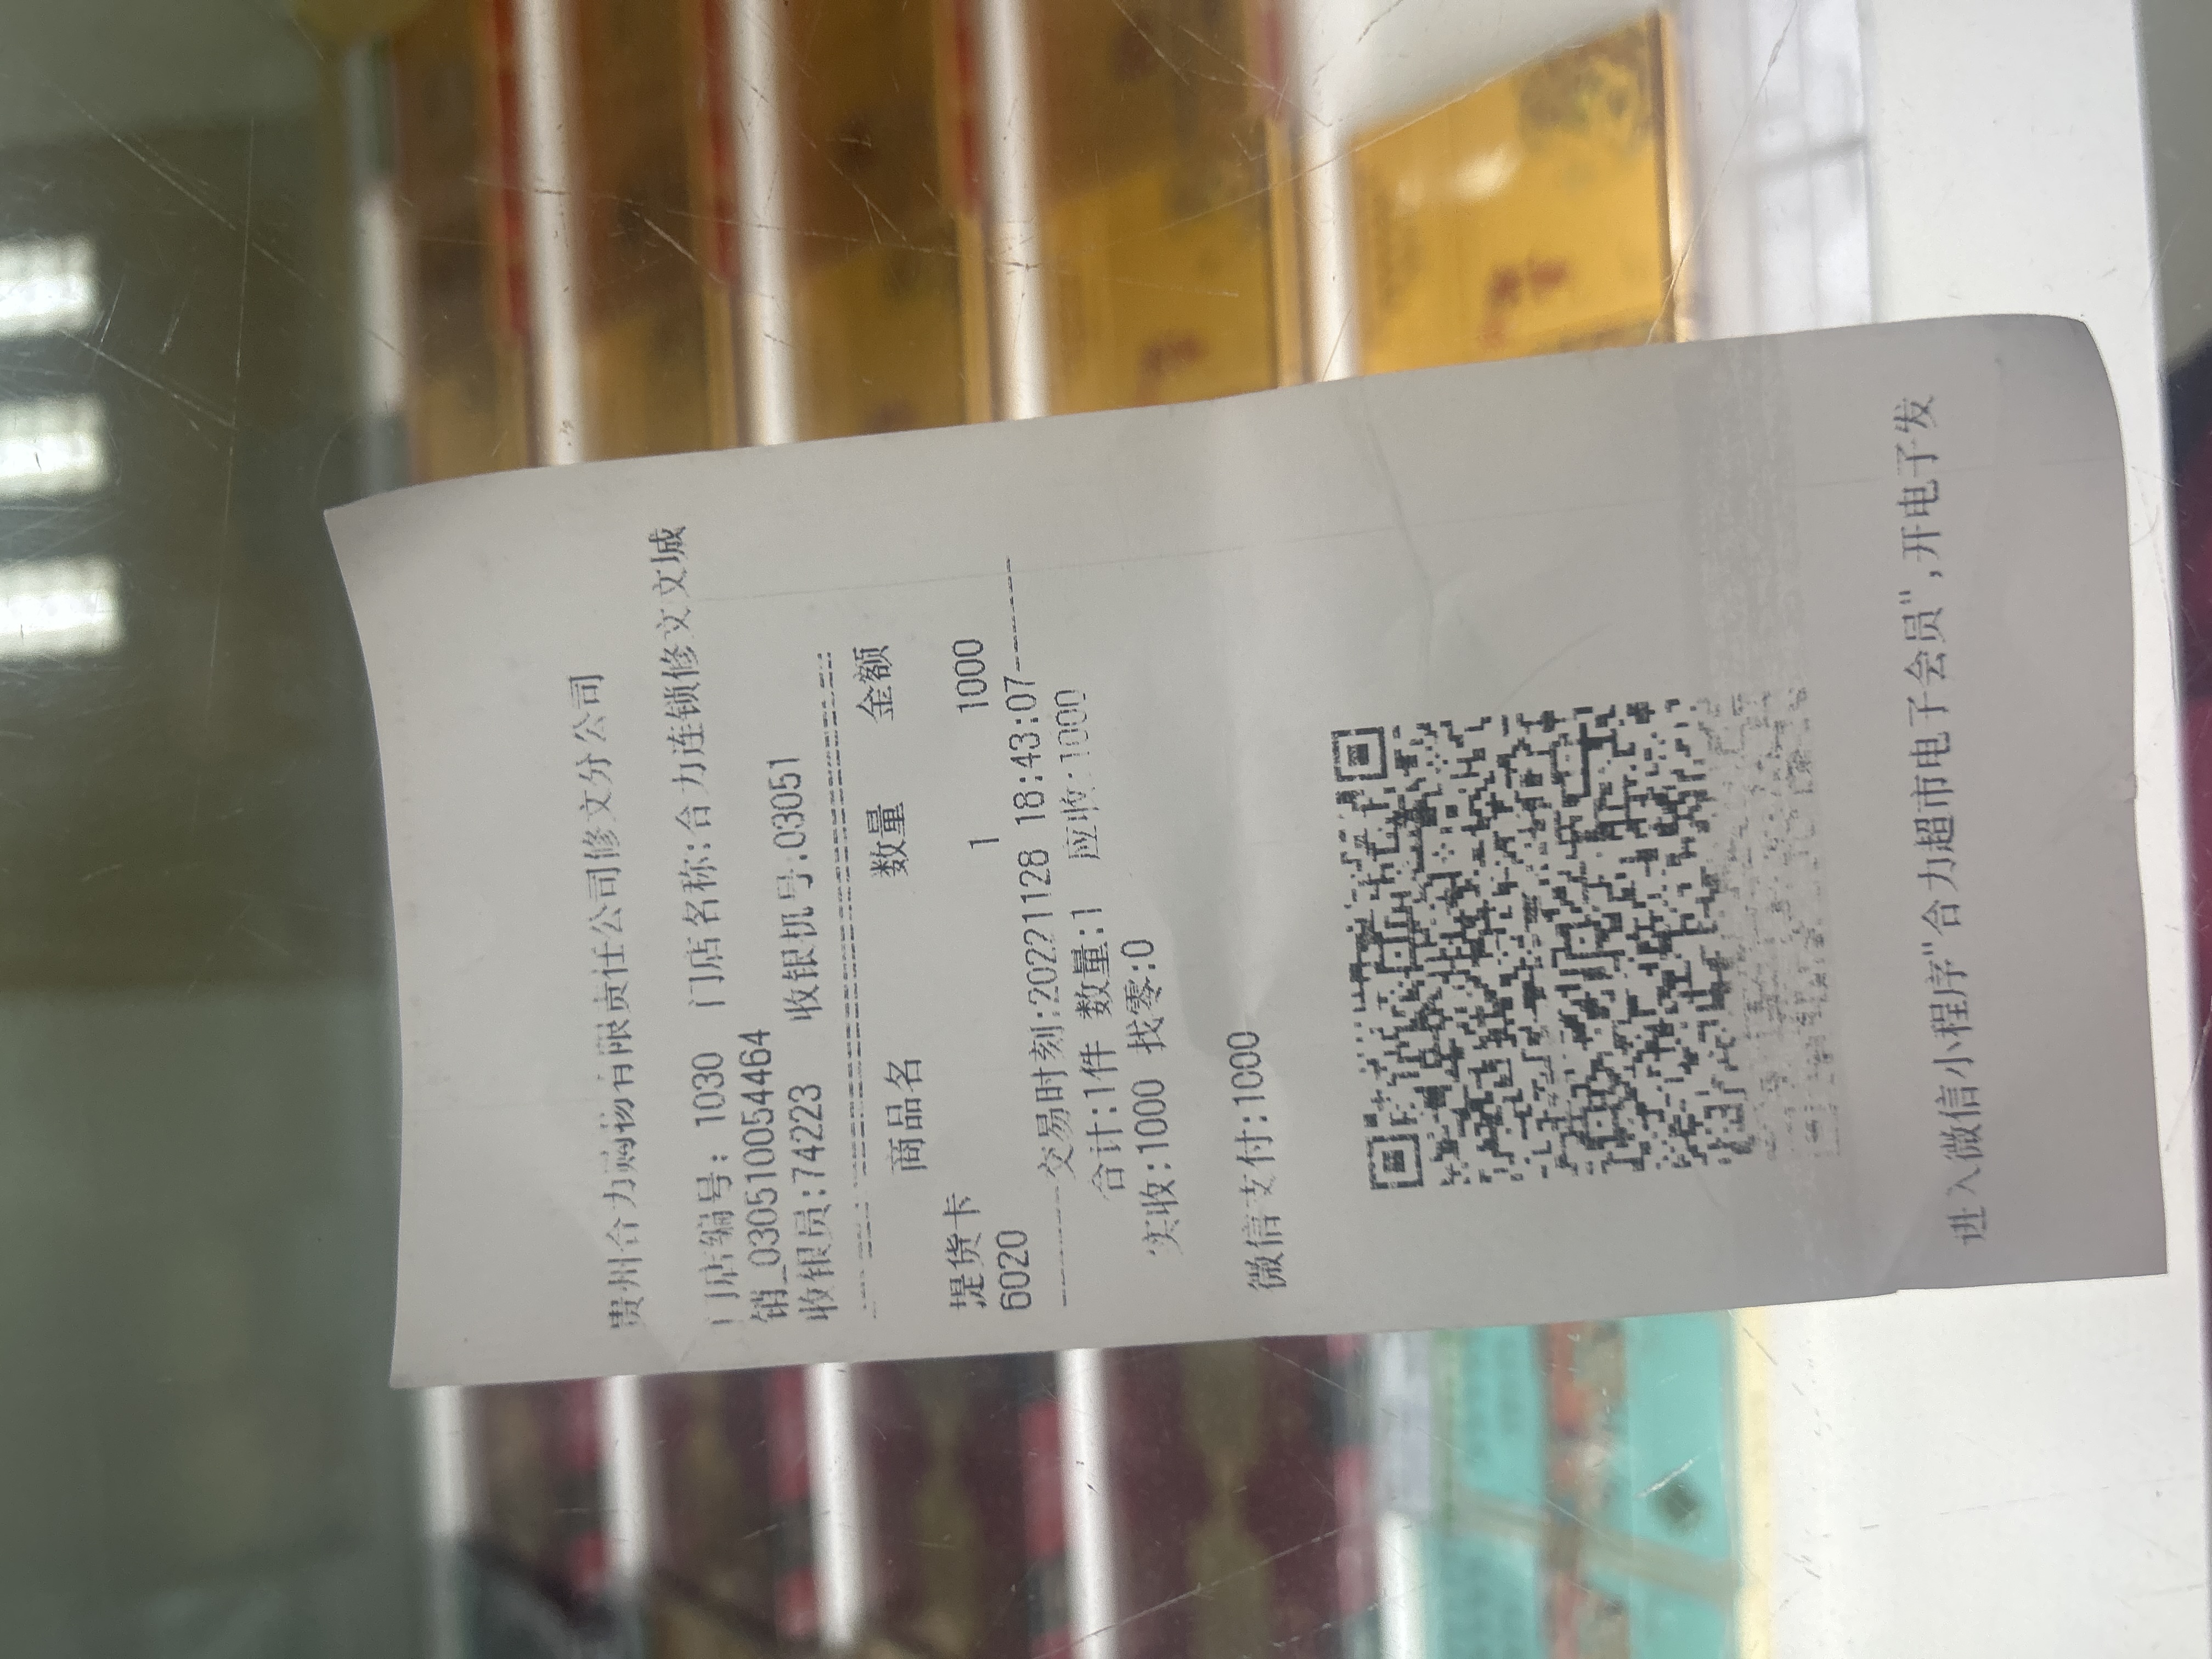 贵州合力购物有限责任公司修文分公司
门店编号: 1030 门店名称:合力连锁修文文城
销_030510054464
收银员:74223 收银机号:03051
商品名 数量 金额
提货卡 1 1000
6020
交易时刻:20221128 18:43:07
合计:1件 数量:1 应收:1000
实收:1000 找零:0
微信支付:1000
进入微信小程序"合力超市电子会员",开电子发